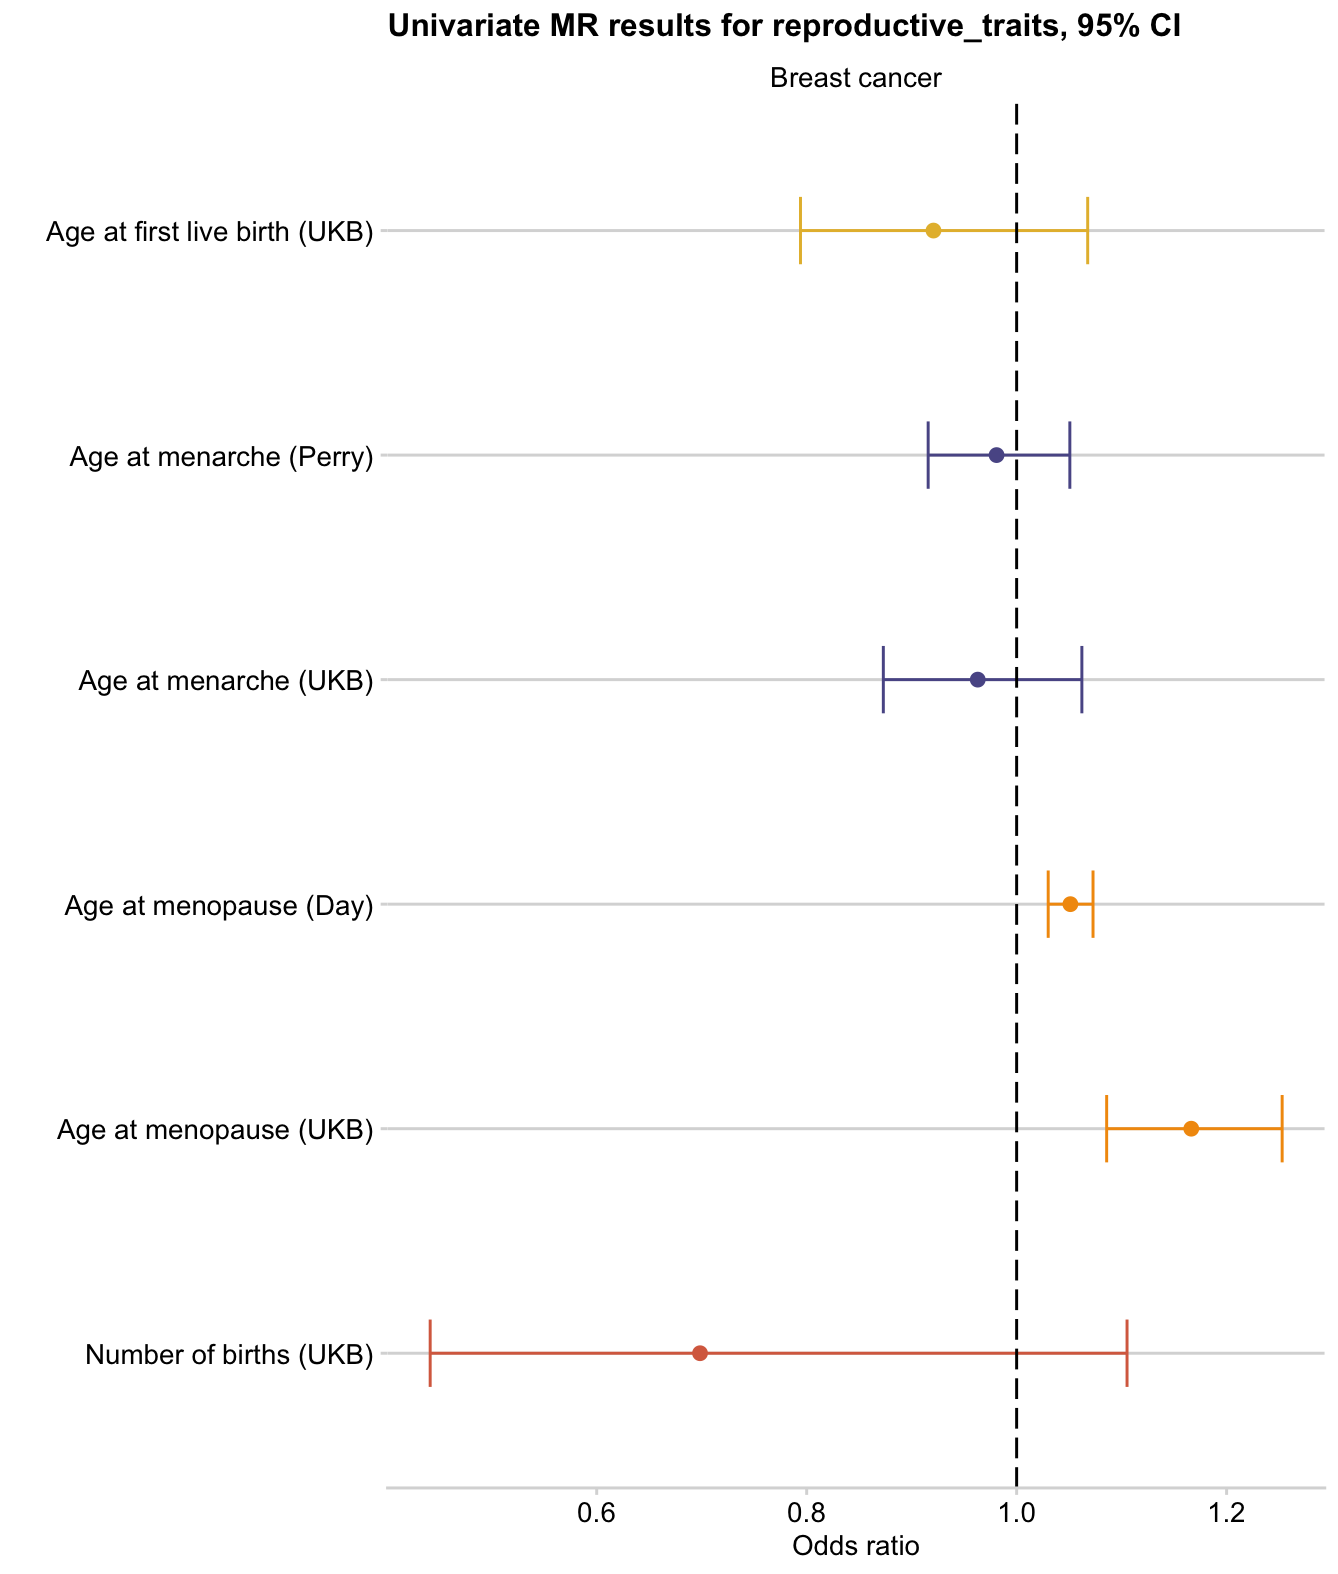 Univariate MR results for reproductive_traits, 95% CI
Breast cancer
Age at first live birth (UKB)
Age at menarche (Perry)
Age at menarche (UKB)
Age at menopause (Day)
Age at menopause (UKB)
Number of births (UKB)
0.6 0.8 1.0 1.2
Odds ratio